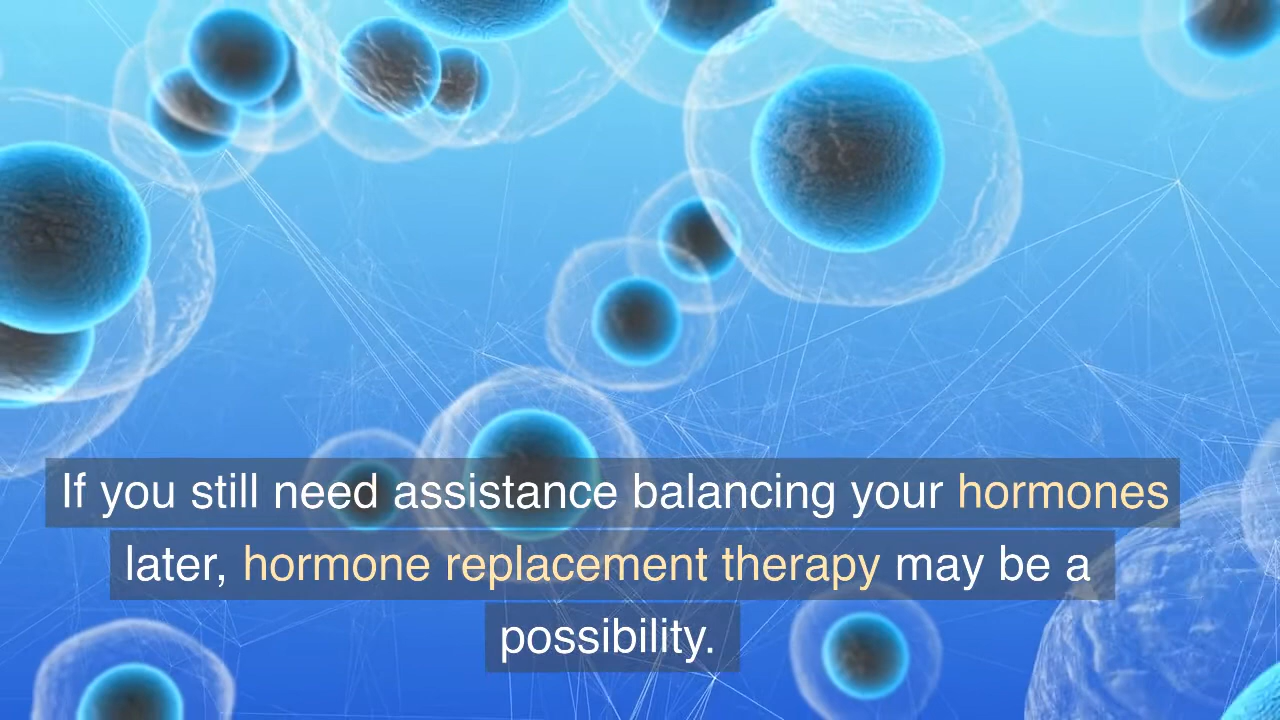 If you still need assistance balancing your hormones
later, hormone replacement therapy may be a
possibility.